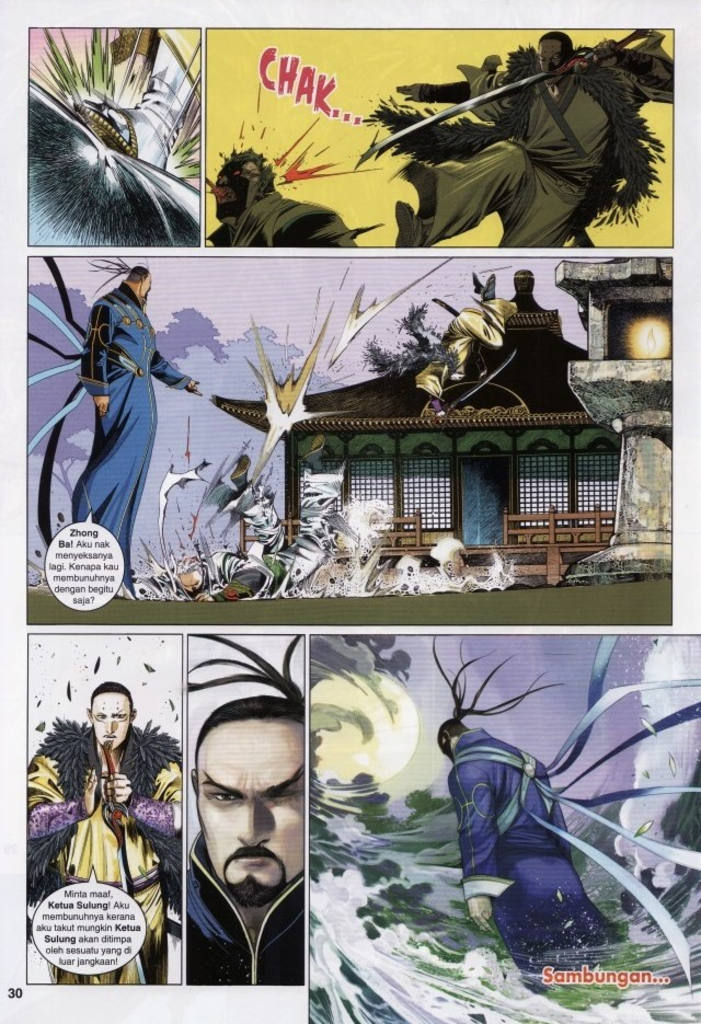 CHAK...
Zhong
Ba! Aku nak
menyeksanya
lagi. Kenapa kau
membunuhnya
dengan begitu
saja?
Minta maaf,
Ketua Sulung! Aku
membunuhnya kerana
aku takut mungkin Ketua
Sulung akan ditimpa
oleh sesuatu yang di
luar jangkaan!
Sambungan...
30